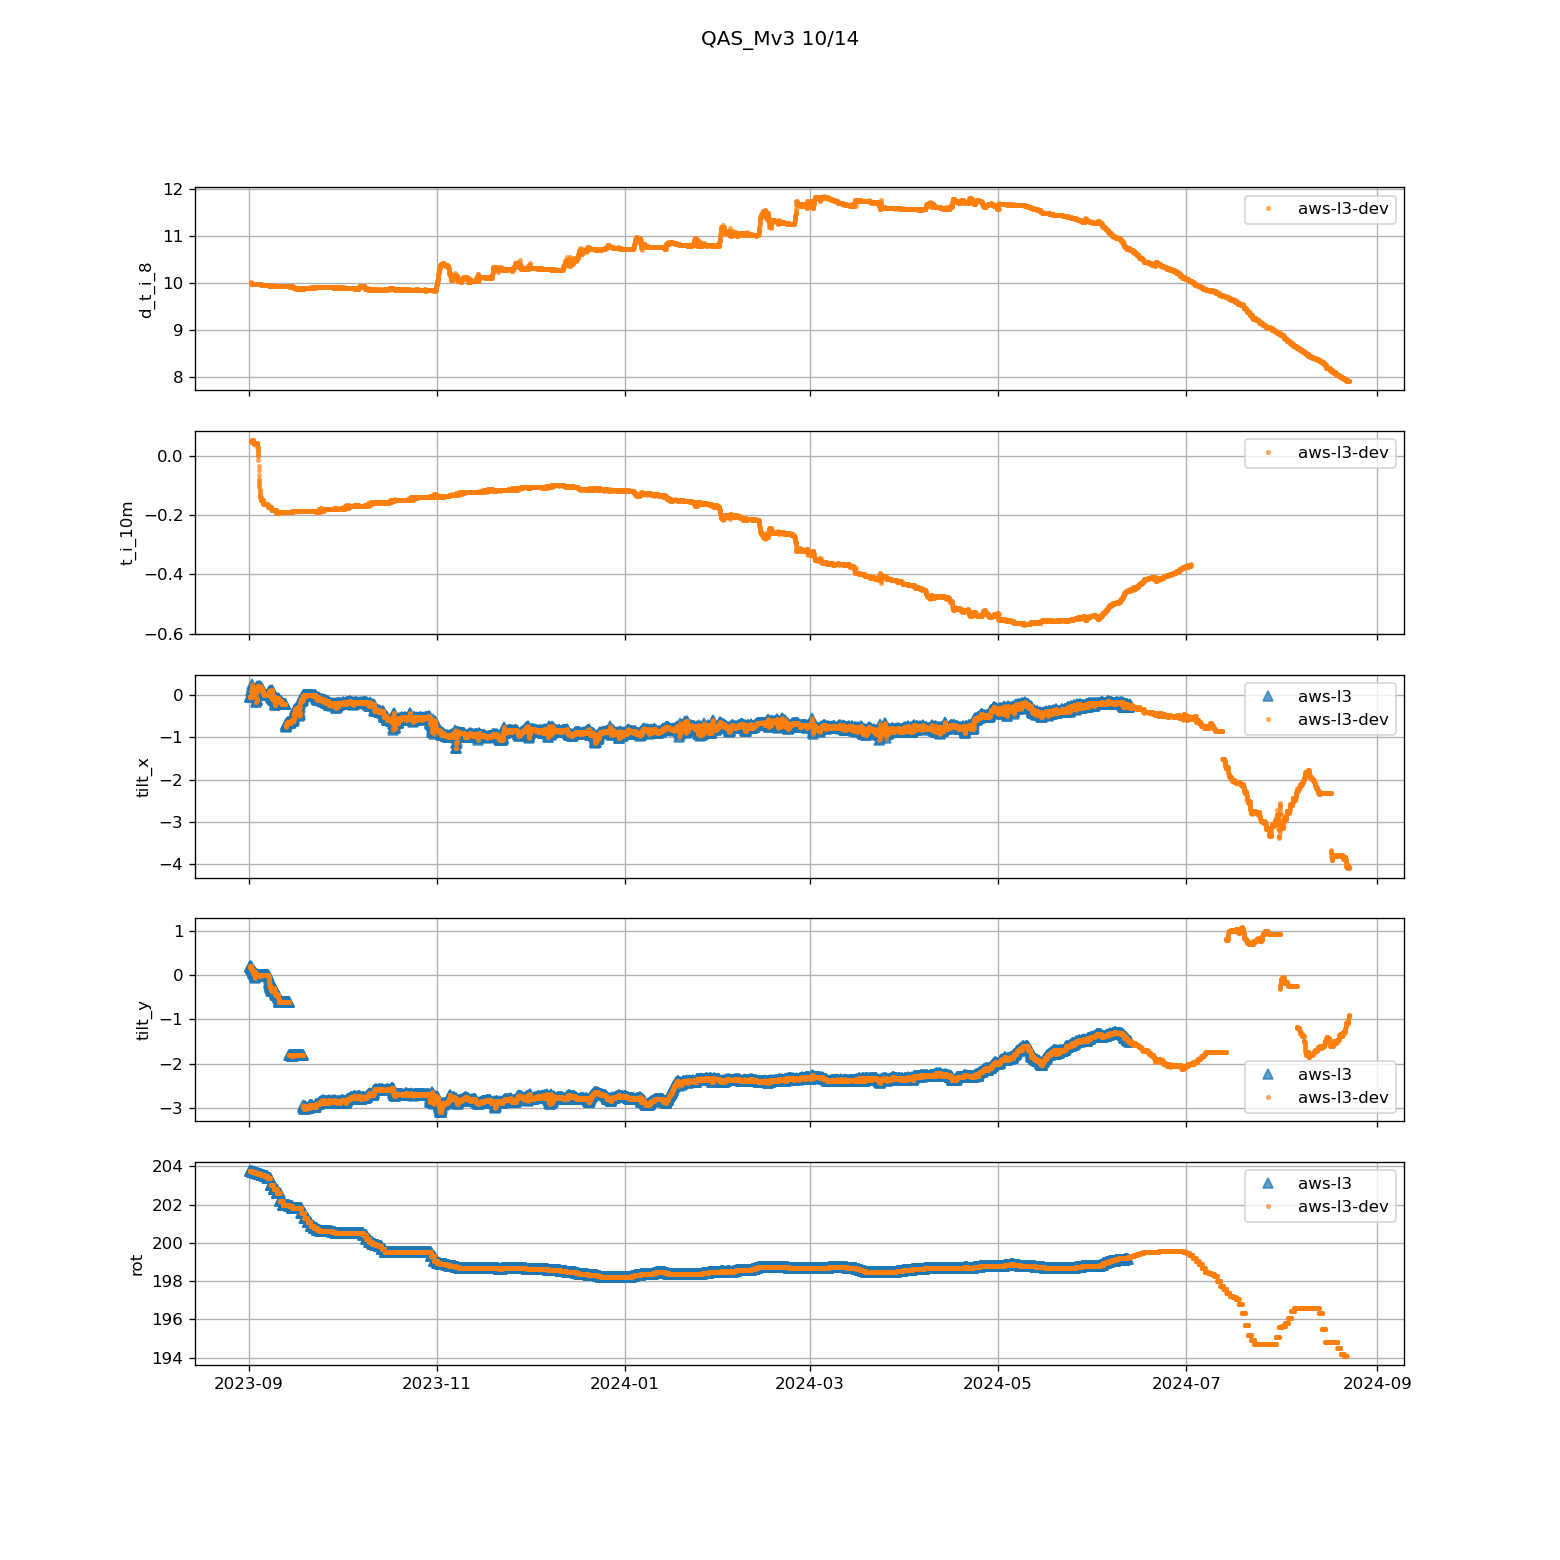 QAS_Mv3 10/14
12
11
10
9
8
d_t_i_8
aws-l3-dev
0.0
−0.2
−0.4
−0.6
t_i_10m
aws-l3-dev
0
−1
−2
−3
−4
tilt_x
aws-l3
aws-l3-dev
1
0
−1
−2
−3
tilt_y
aws-l3
aws-l3-dev
204
202
200
198
196
194
rot
aws-l3
aws-l3-dev
2023-09 2023-11 2024-01 2024-03 2024-05 2024-07 2024-09